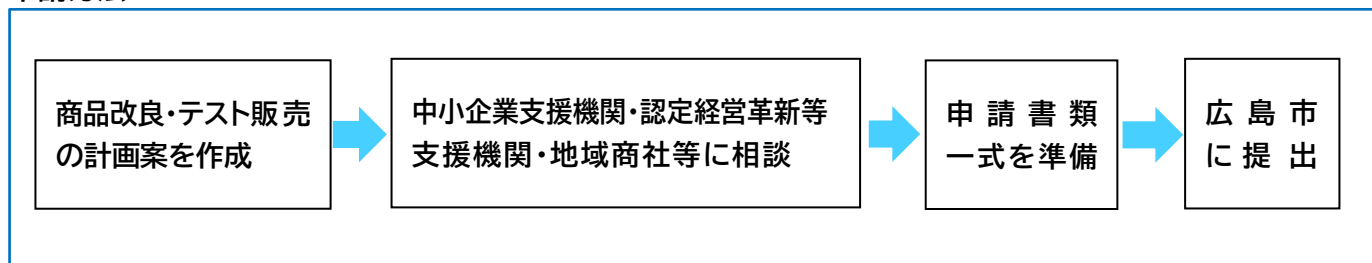 商品改良・テスト販売
の計画案を作成
中小企業支援機関・認定経営革新等
支援機関・地域商社等に相談
申請書類
一式を準備
広島市
に提出